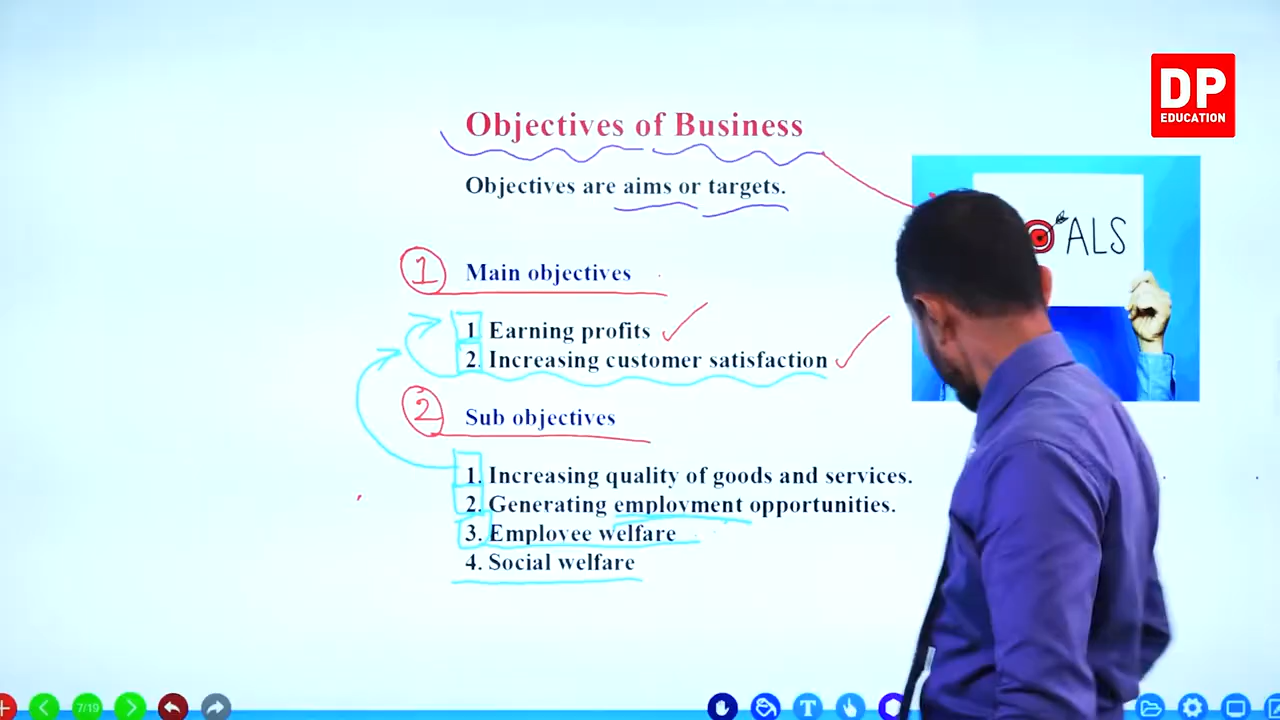 DP
EDUCATION
Objectives of Business
Objectives are aims or targets.
ALS
1 Main objectives
1. Earning profits
2. Increasing customer satisfaction
2 Sub objectives
1. Increasing quality of goods and services.
2. Generating employment opportunities.
3. Employee welfare
4. Social welfare
7/19
T